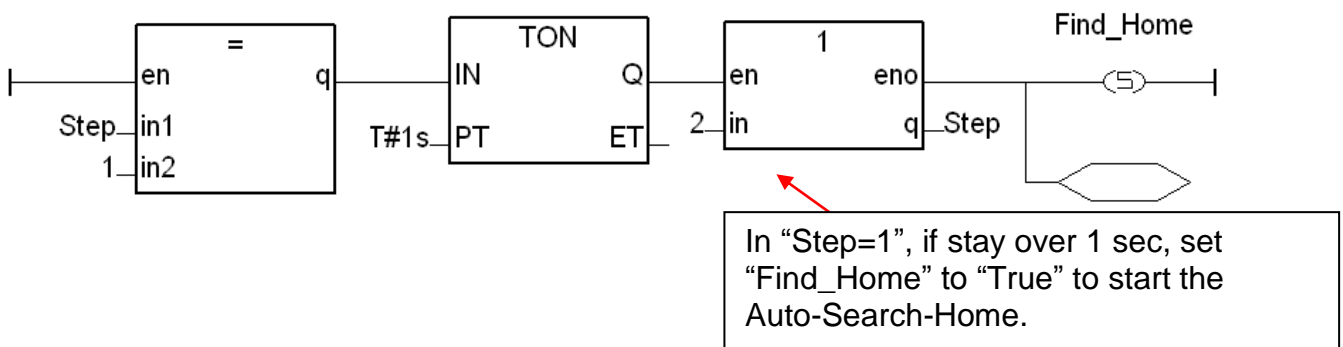 Find_Home
=
TON
1
en
q
IN
Q
en
eno
(S)
Step
in1
T#1s
PT
ET
2
in
q
Step
1
in2
In “Step=1”, if stay over 1 sec, set
“Find_Home” to “True” to start the
Auto-Search-Home.